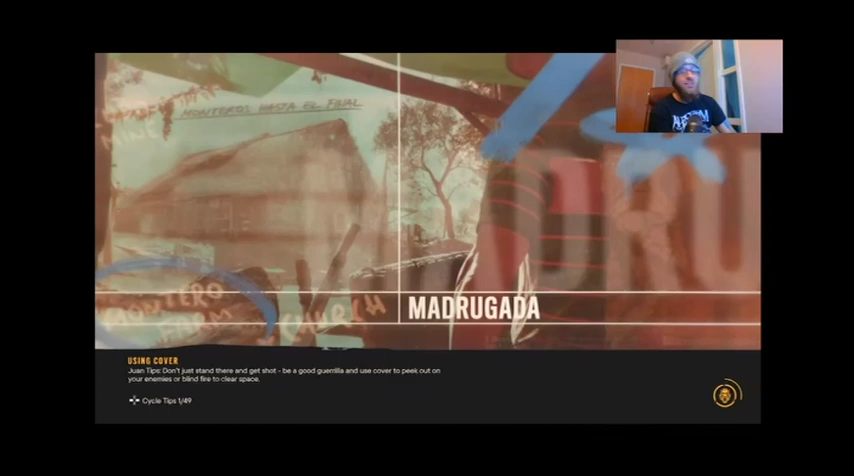 MONTEROS HASTA EL FINAL
MINE
MONTERO
FARM
CHURCH
MADRUGADA
USING COVER
Juan Tips: Don't just stand there and get shot - be a good guerrilla and use cover to peek out on
your enemies or blind fire to clear space.
Cycle Tips 1/49